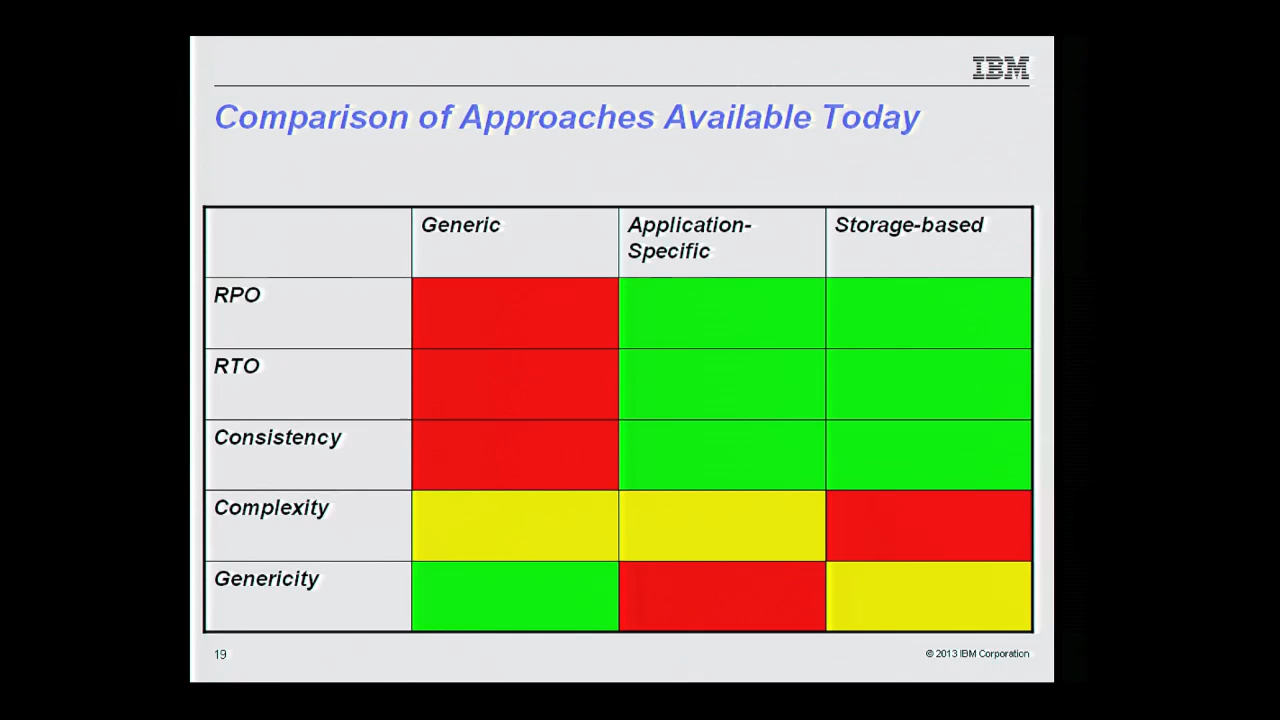 IBM
Comparison of Approaches Available Today
Generic
Application-
Specific
Storage-based
RPO
RTO
Consistency
Complexity
Genericity
19
© 2013 IBM Corporation